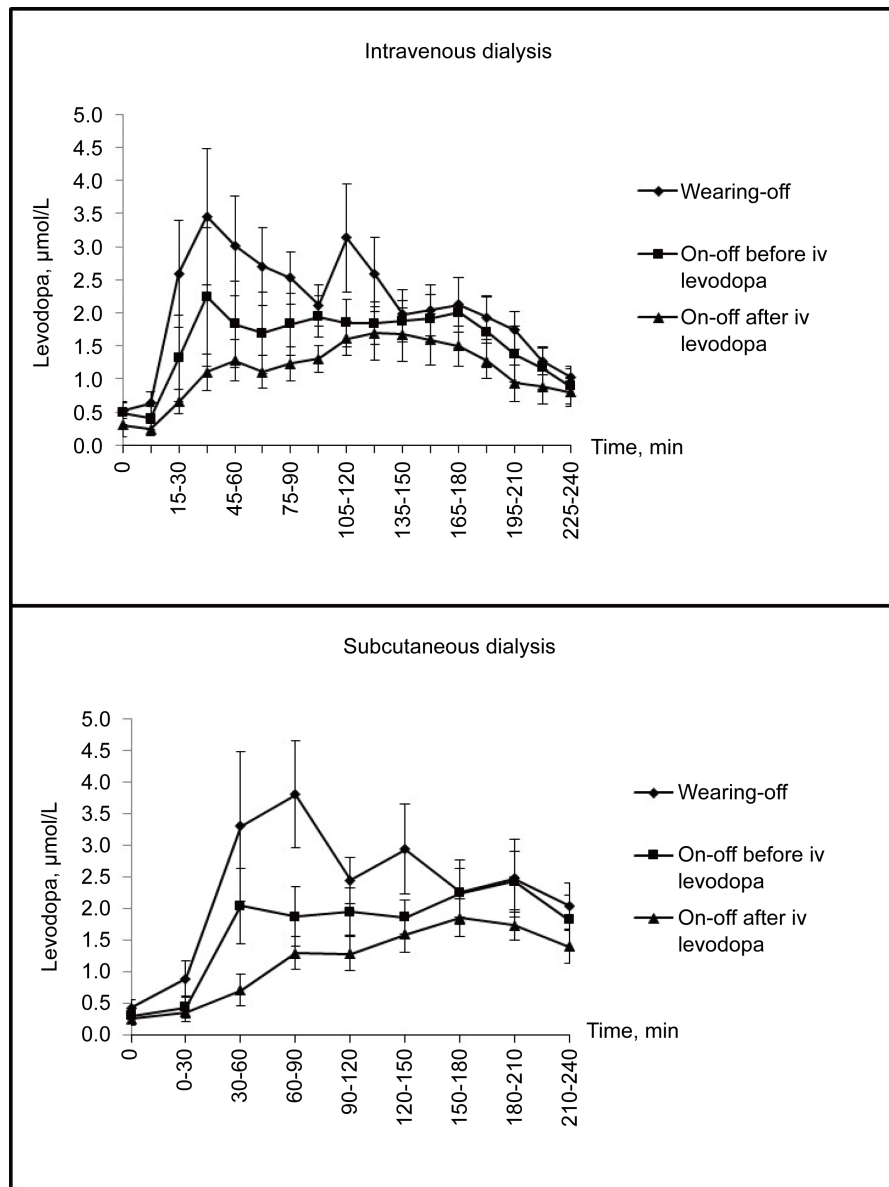 Intravenous dialysis
5.0
4.5
4.0
3.5
3.0
2.5
2.0
1.5
1.0
0.5
0.0
Levodopa, µmol/L
Wearing-off
On-off before iv
levodopa
On-off after iv
levodopa
Time, min
0
15-30
45-60
75-90
105-120
135-150
165-180
195-210
225-240
Subcutaneous dialysis
5.0
4.5
4.0
3.5
3.0
2.5
2.0
1.5
1.0
0.5
0.0
Levodopa, µmol/L
Wearing-off
On-off before iv
levodopa
On-off after iv
levodopa
Time, min
0
0-30
30-60
60-90
90-120
120-150
150-180
180-210
210-240